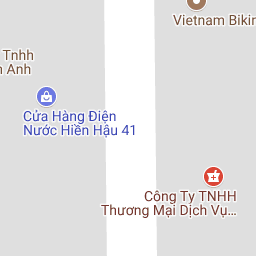 Vietnam Bikin
Tnhh
Anh
Cửa Hàng Điện
Nước Hiền Hậu 41
Công Ty TNHH
Thương Mại Dịch Vụ...